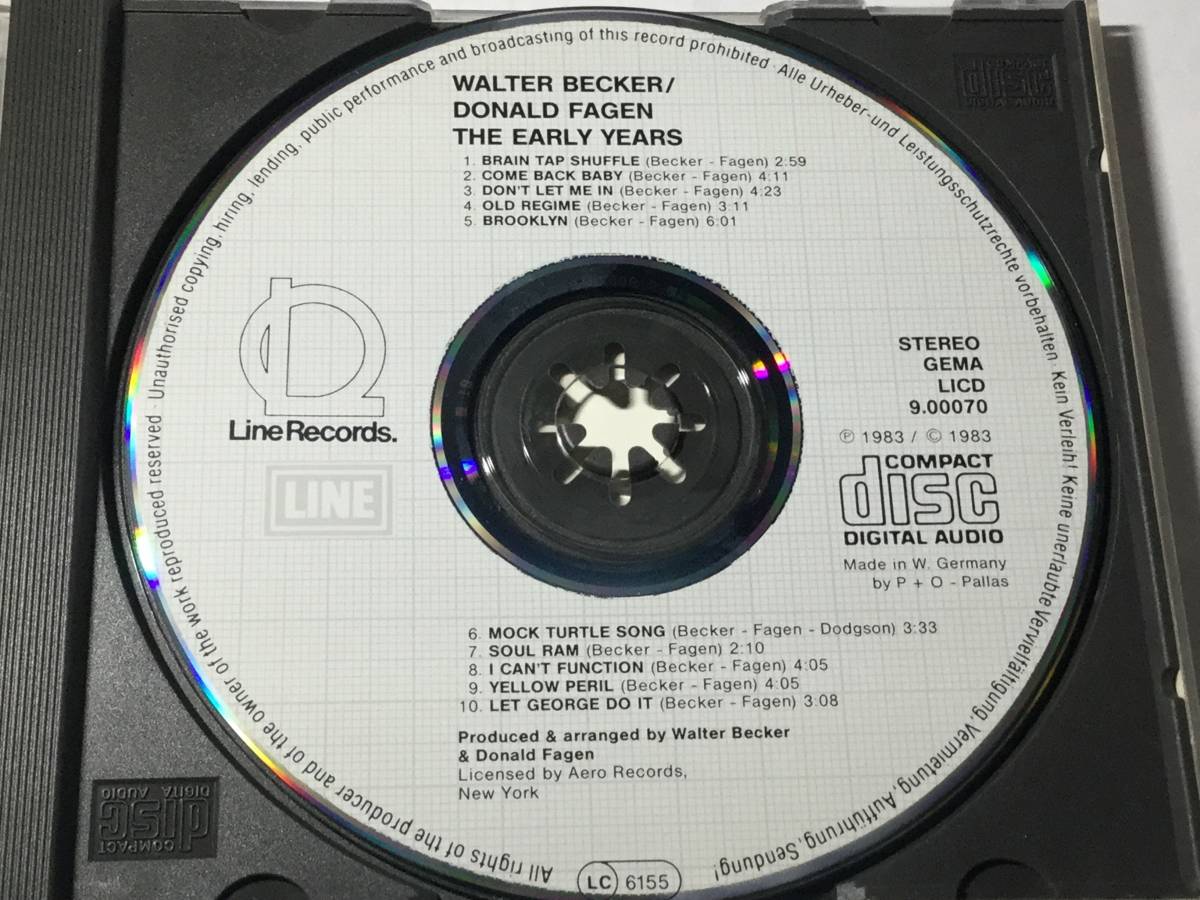 WALTER BECKER/
DONALD FAGEN
THE EARLY YEARS
1. BRAIN TAP SHUFFLE (Becker - Fagen) 2:59
2. COME BACK BABY (Becker - Fagen) 4:11
3. DON'T LET ME IN (Becker - Fagen) 4:23
4. OLD REGIME (Becker - Fagen) 3:11
5. BROOKLYN (Becker - Fagen) 6:01
Line Records.
LINE
STEREO
GEMA
LICD
9.00070
℗ 1983 / © 1983
COMPACT
disc
DIGITAL AUDIO
Made in W. Germany
by P + O - Pallas
6. MOCK TURTLE SONG (Becker - Fagen - Dodgson) 3:33
7. SOUL RAM (Becker - Fagen) 2:10
8. I CAN'T FUNCTION (Becker - Fagen) 4:05
9. YELLOW PERIL (Becker - Fagen) 4:05
10. LET GEORGE DO IT (Becker - Fagen) 3:08
Produced & arranged by Walter Becker
& Donald Fagen
Licensed by Aero Records,
New York
LC 6155
All rights of the producer and of the owner of the work reproduced reserved · Unauthorised copying, hiring, lending, public performance and broadcasting of this record prohibited · Alle Urheber-und Leistungsschutzrechte vorbehalten · Kein Verleih! Keine unerlaubte Vervielfältigung, Vermietung, Aufführung, Sendung!
COMPACT
disc
DIGITAL AUDIO
COMPACT
disc
DIGITAL AUDIO